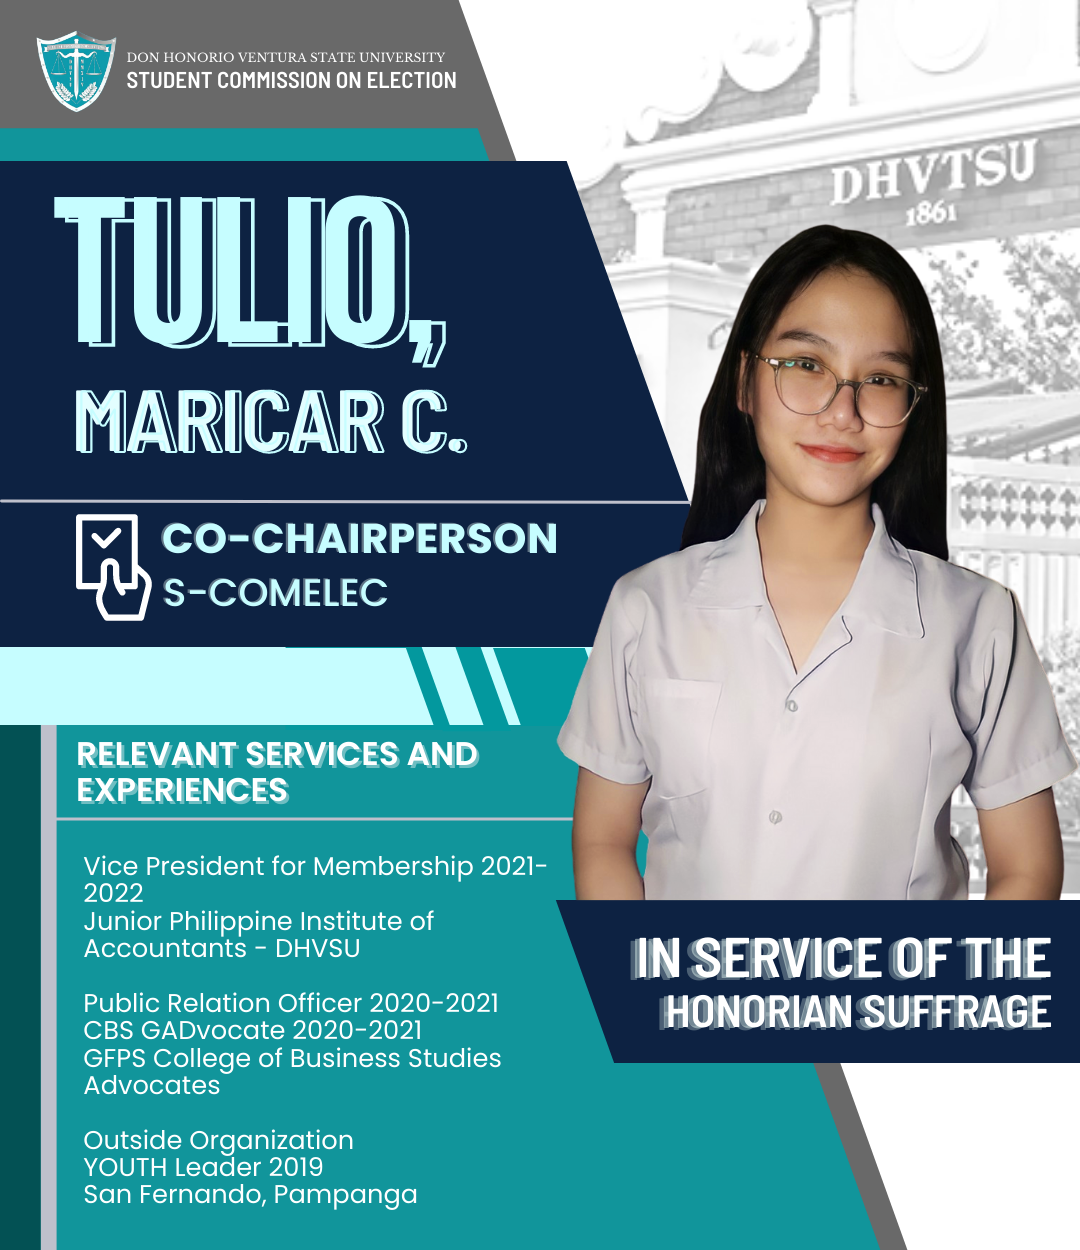 DON HONORIO VENTURA STATE UNIVERSITY
STUDENT COMMISSION ON ELECTION
DHVTSU
1861
TULIO,
MARICAR C.
CO-CHAIRPERSON
S-COMELEC
RELEVANT SERVICES AND
EXPERIENCES
Vice President for Membership 2021-
2022
Junior Philippine Institute of
Accountants - DHVSU
Public Relation Officer 2020-2021
CBS GADvocate 2020-2021
GFPS College of Business Studies
Advocates
Outside Organization
YOUTH Leader 2019
San Fernando, Pampanga
IN SERVICE OF THE
HONORIAN SUFFRAGE